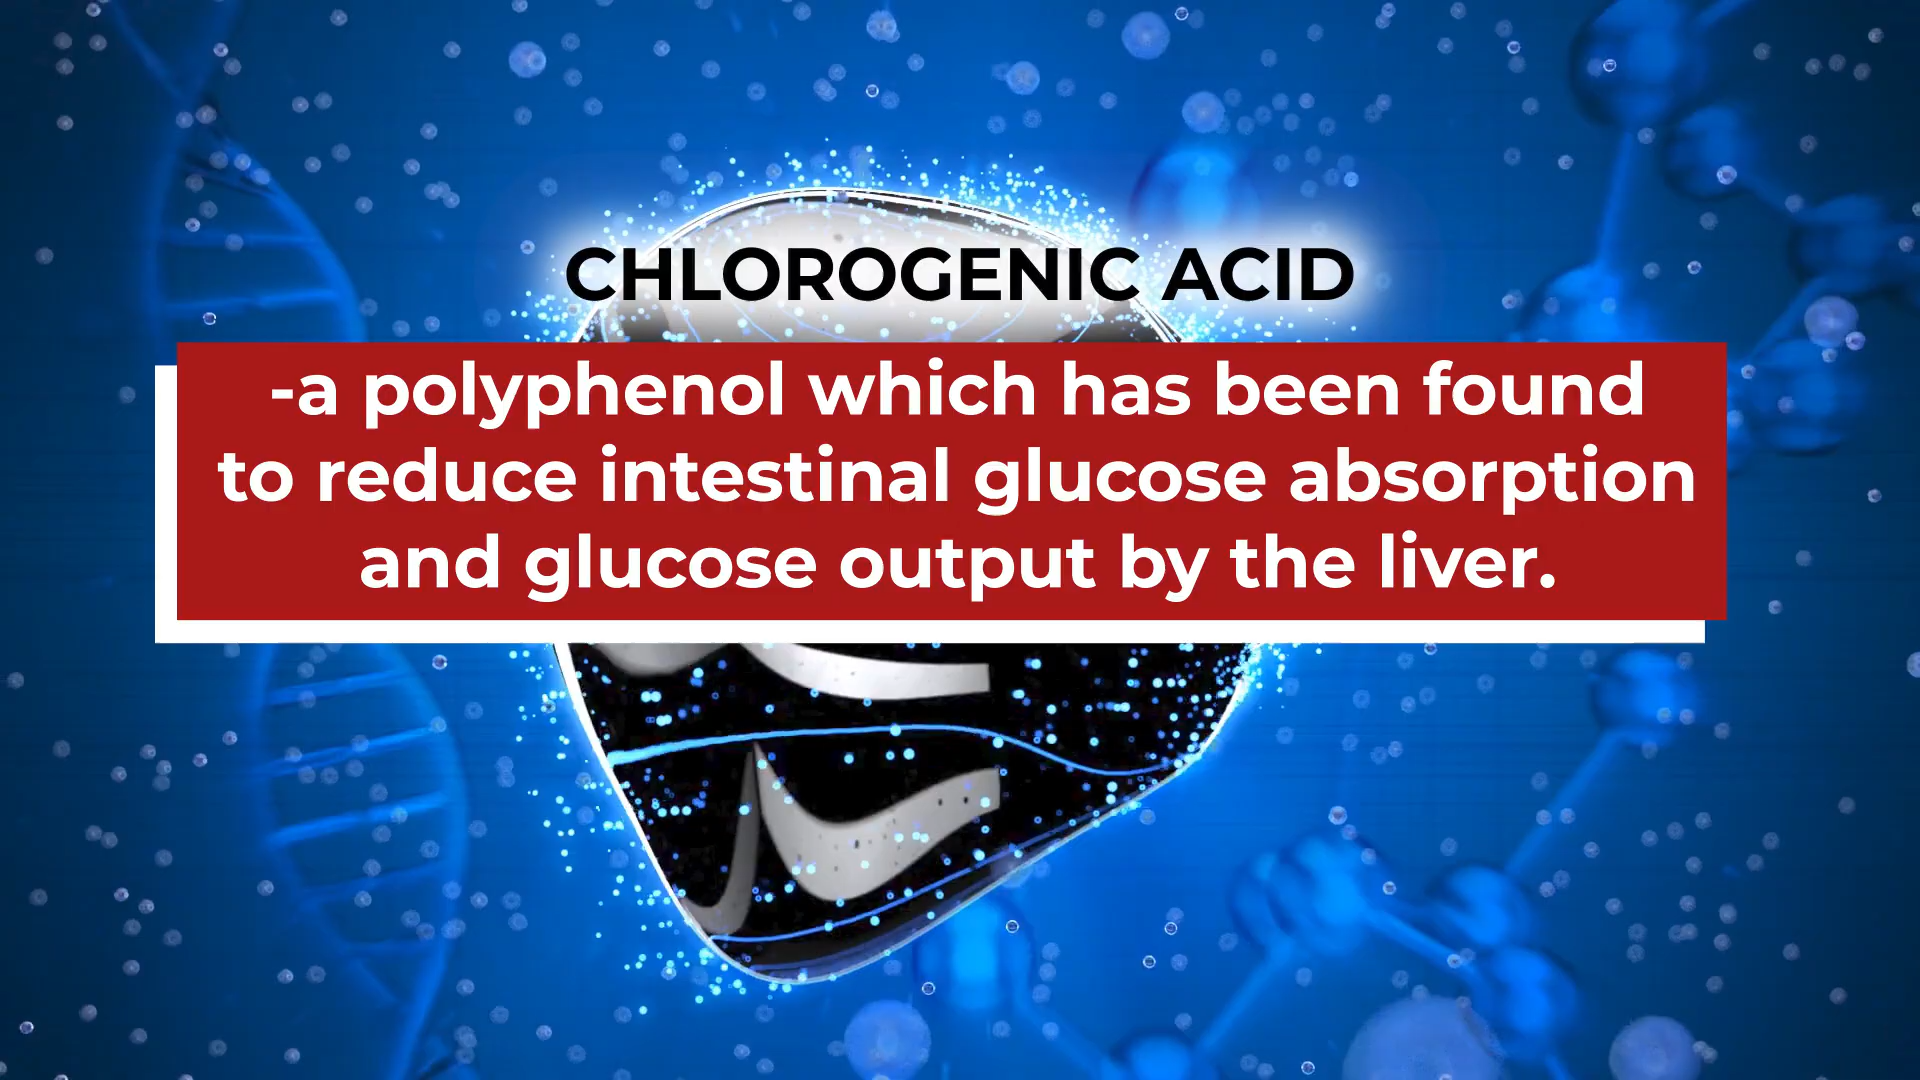 CHLOROGENIC ACID
-a polyphenol which has been found
to reduce intestinal glucose absorption
and glucose output by the liver.